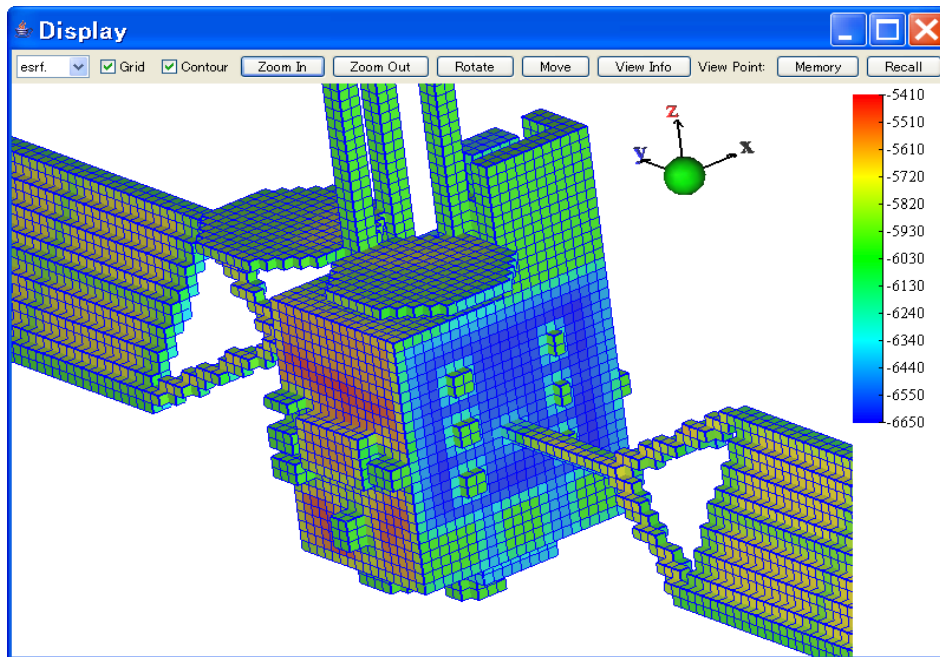 Display
esrf. Grid Contour Zoom In Zoom Out Rotate Move View Info View Point: Memory Recall
z
y
x
-5410
-5510
-5610
-5720
-5820
-5930
-6030
-6130
-6240
-6340
-6440
-6550
-6650